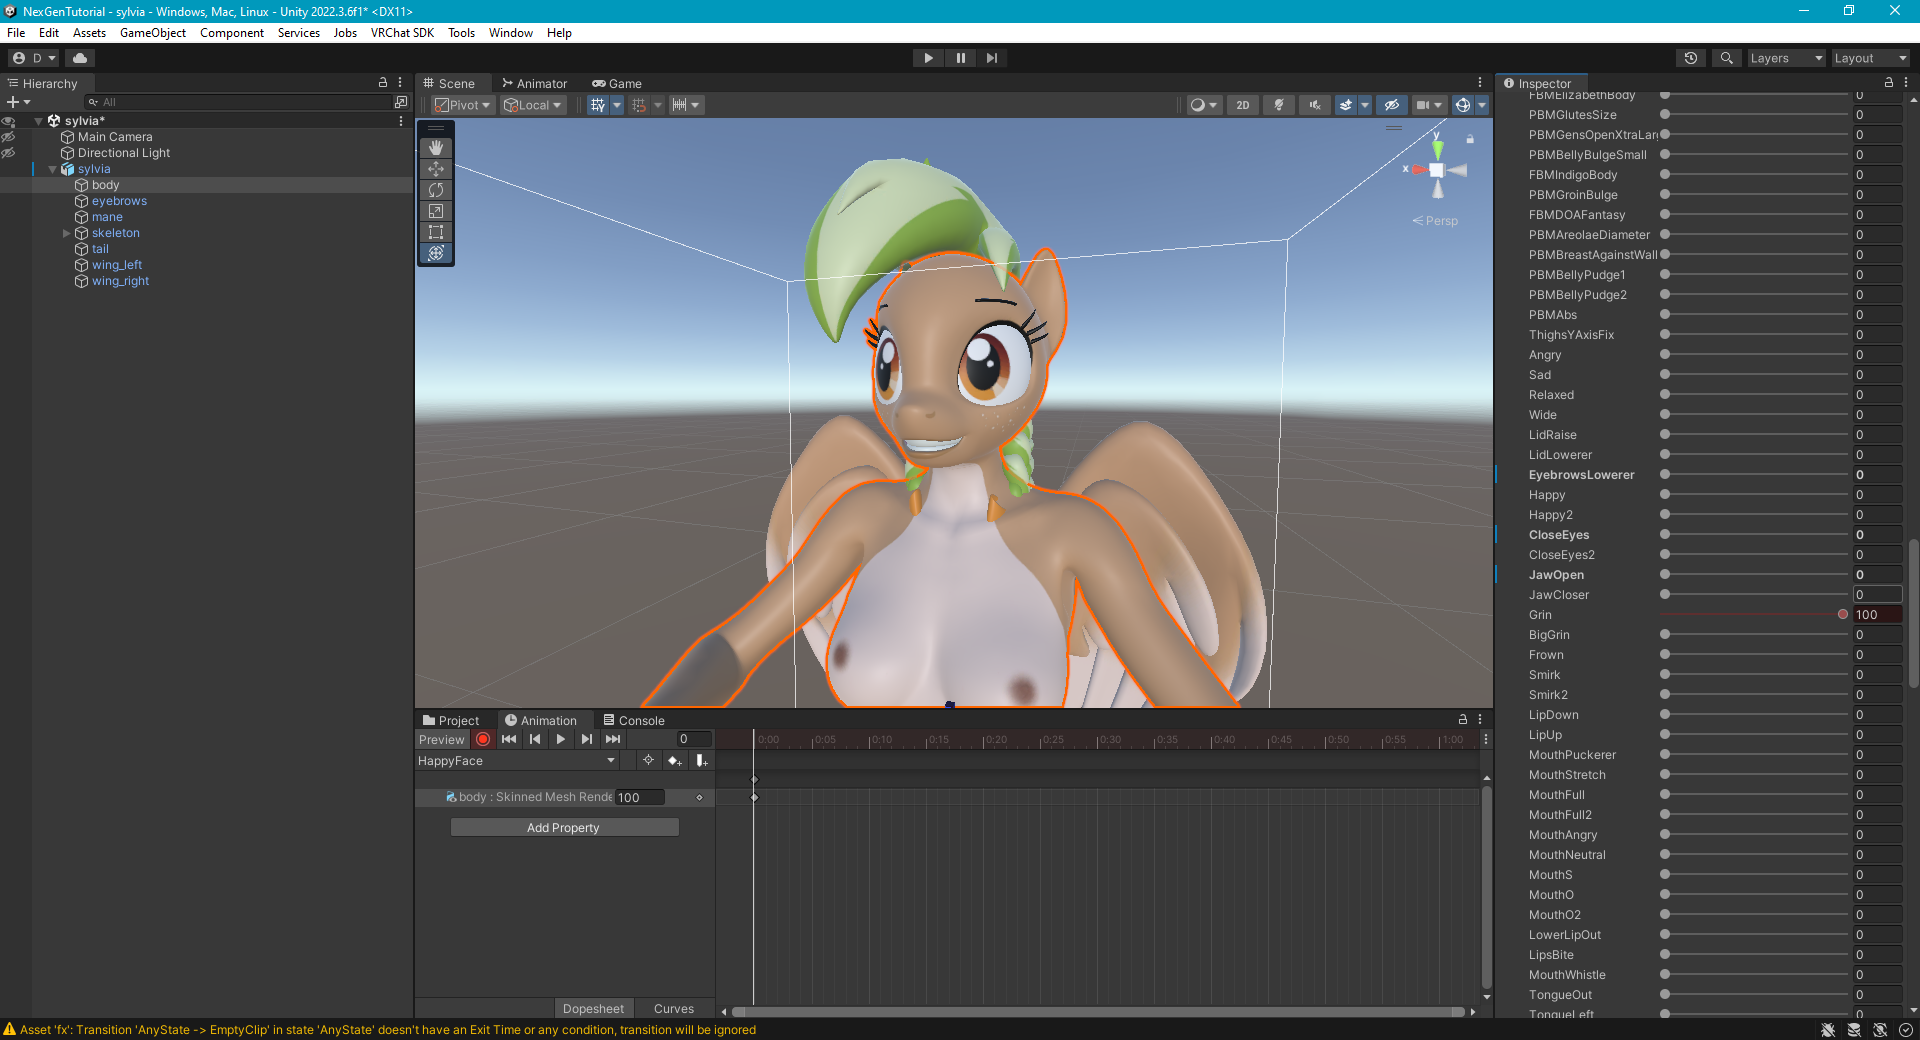 NexGenTutorial - sylvia - Windows, Mac, Linux - Unity 2022.3.6f1* <DX11>
File Edit Assets GameObject Component Services Jobs VRChat SDK Tools Window Help
D Layers Layout
Hierarchy
All
sylvia*
Main Camera
Directional Light
sylvia
body
eyebrows
mane
skeleton
tail
wing_left
wing_right
Scene Animator Game
Pivot Local 2D
y
x
Persp
Project Animation Console
Preview 0
0:00 0:05 0:10 0:15 0:20 0:25 0:30 0:35 0:40 0:45 0:50 0:55 1:00
HappyFace
body : Skinned Mesh Rende 100
Add Property
Dopesheet Curves
Inspector
FBMElizabethBody 0
PBMGlutesSize 0
PBMGensOpenXtraLar 0
PBMBellyBulgeSmall 0
FBMIndigoBody 0
PBMGroinBulge 0
FBMDOAFantasy 0
PBMAreolaeDiameter 0
PBMBreastAgainstWall 0
PBMBellyPudge1 0
PBMBellyPudge2 0
PBMAbs 0
ThighsYAxisFix 0
Angry 0
Sad 0
Relaxed 0
Wide 0
LidRaise 0
LidLowerer 0
EyebrowsLowerer 0
Happy 0
Happy2 0
CloseEyes 0
CloseEyes2 0
JawOpen 0
JawCloser 0
Grin 100
BigGrin 0
Frown 0
Smirk 0
Smirk2 0
LipDown 0
LipUp 0
MouthPuckerer 0
MouthStretch 0
MouthFull 0
MouthFull2 0
MouthAngry 0
MouthNeutral 0
MouthS 0
MouthO 0
MouthO2 0
LowerLipOut 0
LipsBite 0
MouthWhistle 0
TongueOut 0
TongueLeft 0
Asset 'fx': Transition 'AnyState -> EmptyClip' in state 'AnyState' doesn't have an Exit Time or any condition, transition will be ignored